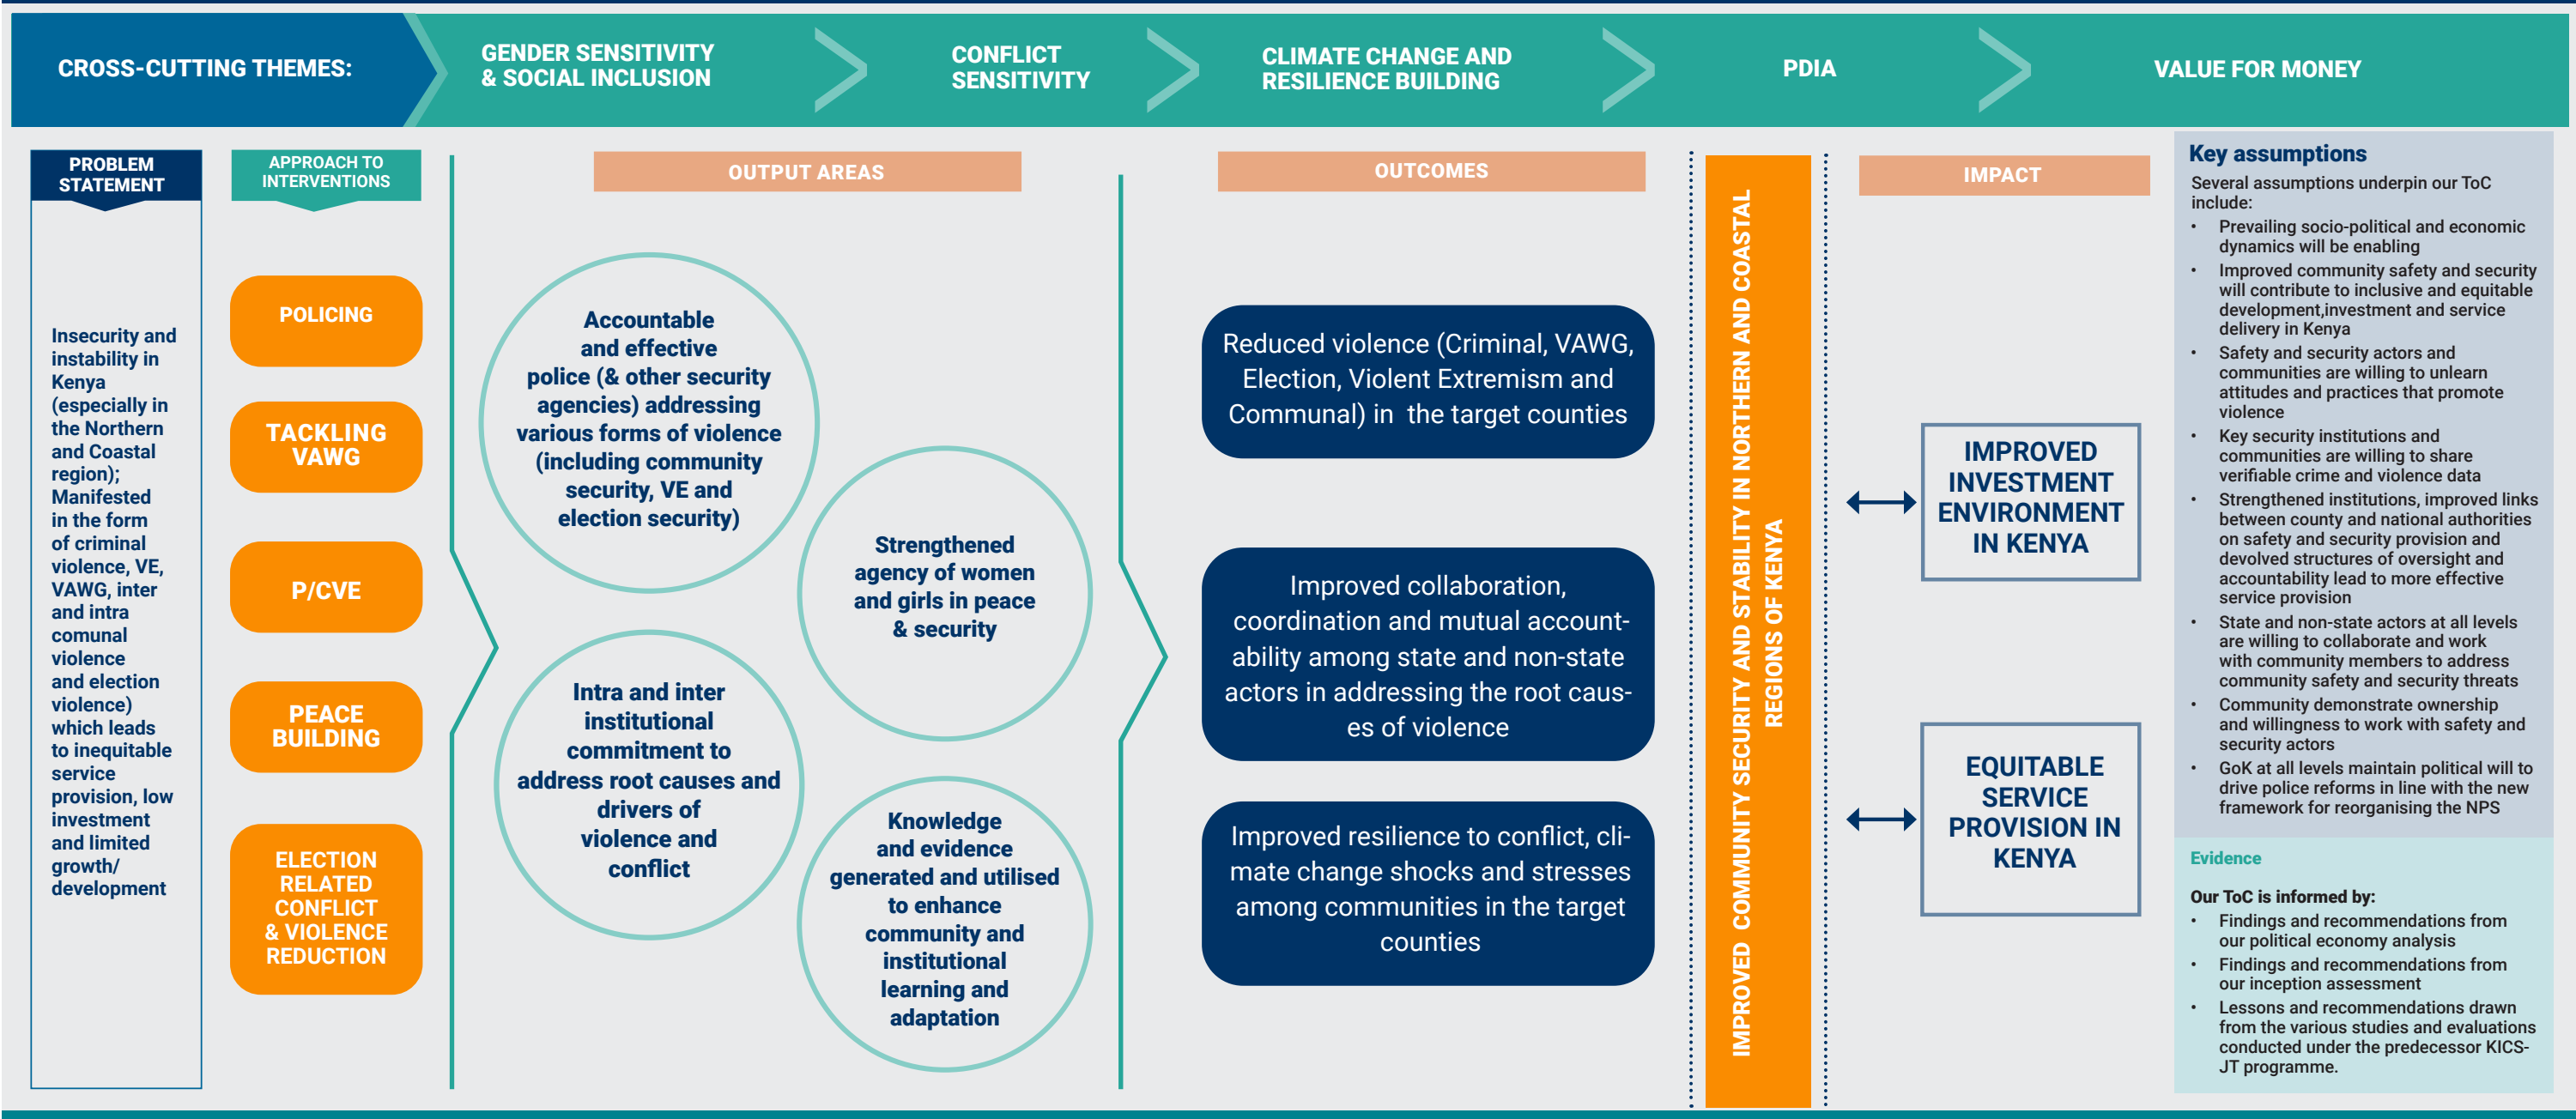 CROSS-CUTTING THEMES:
GENDER SENSITIVITY
& SOCIAL INCLUSION
CONFLICT
SENSITIVITY
CLIMATE CHANGE AND
RESILIENCE BUILDING
PDIA
VALUE FOR MONEY
PROBLEM
STATEMENT
Insecurity and
instability in
Kenya
(especially in
the Northern
and Coastal
region);
Manifested
in the form
of criminal
violence, VE,
VAWG, inter
and intra
comunal
violence
and election
violence)
which leads
to inequitable
service
provision, low
investment
and limited
growth/
development
APPROACH TO
INTERVENTIONS
POLICING
TACKLING
VAWG
P/CVE
PEACE
BUILDING
ELECTION
RELATED
CONFLICT
& VIOLENCE
REDUCTION
OUTPUT AREAS
Accountable
and effective
police (& other security
agencies) addressing
various forms of violence
(including community
security, VE and
election security)
Strengthened
agency of women
and girls in peace
& security
Intra and inter
institutional
commitment to
address root causes and
drivers of
violence and
conflict
Knowledge
and evidence
generated and utilised
to enhance
community and
institutional
learning and
adaptation
OUTCOMES
Reduced violence (Criminal, VAWG,
Election, Violent Extremism and
Communal) in the target counties
Improved collaboration,
coordination and mutual account-
ability among state and non-state
actors in addressing the root caus-
es of violence
Improved resilience to conflict, cli-
mate change shocks and stresses
among communities in the target
counties
IMPROVED COMMUNITY SECURITY AND STABILITY IN NORTHERN AND COASTAL
REGIONS OF KENYA
IMPACT
IMPROVED
INVESTMENT
ENVIRONMENT
IN KENYA
EQUITABLE
SERVICE
PROVISION IN
KENYA
Key assumptions
Several assumptions underpin our ToC
include:
• Prevailing socio-political and economic
dynamics will be enabling
• Improved community safety and security
will contribute to inclusive and equitable
development,investment and service
delivery in Kenya
• Safety and security actors and
communities are willing to unlearn
attitudes and practices that promote
violence
• Key security institutions and
communities are willing to share
verifiable crime and violence data
• Strengthened institutions, improved links
between county and national authorities
on safety and security provision and
devolved structures of oversight and
accountability lead to more effective
service provision
• State and non-state actors at all levels
are willing to collaborate and work
with community members to address
community safety and security threats
• Community demonstrate ownership
and willingness to work with safety and
security actors
• GoK at all levels maintain political will to
drive police reforms in line with the new
framework for reorganising the NPS
Evidence
Our ToC is informed by:
• Findings and recommendations from
our political economy analysis
• Findings and recommendations from
our inception assessment
• Lessons and recommendations drawn
from the various studies and evaluations
conducted under the predecessor KICS-
JT programme.